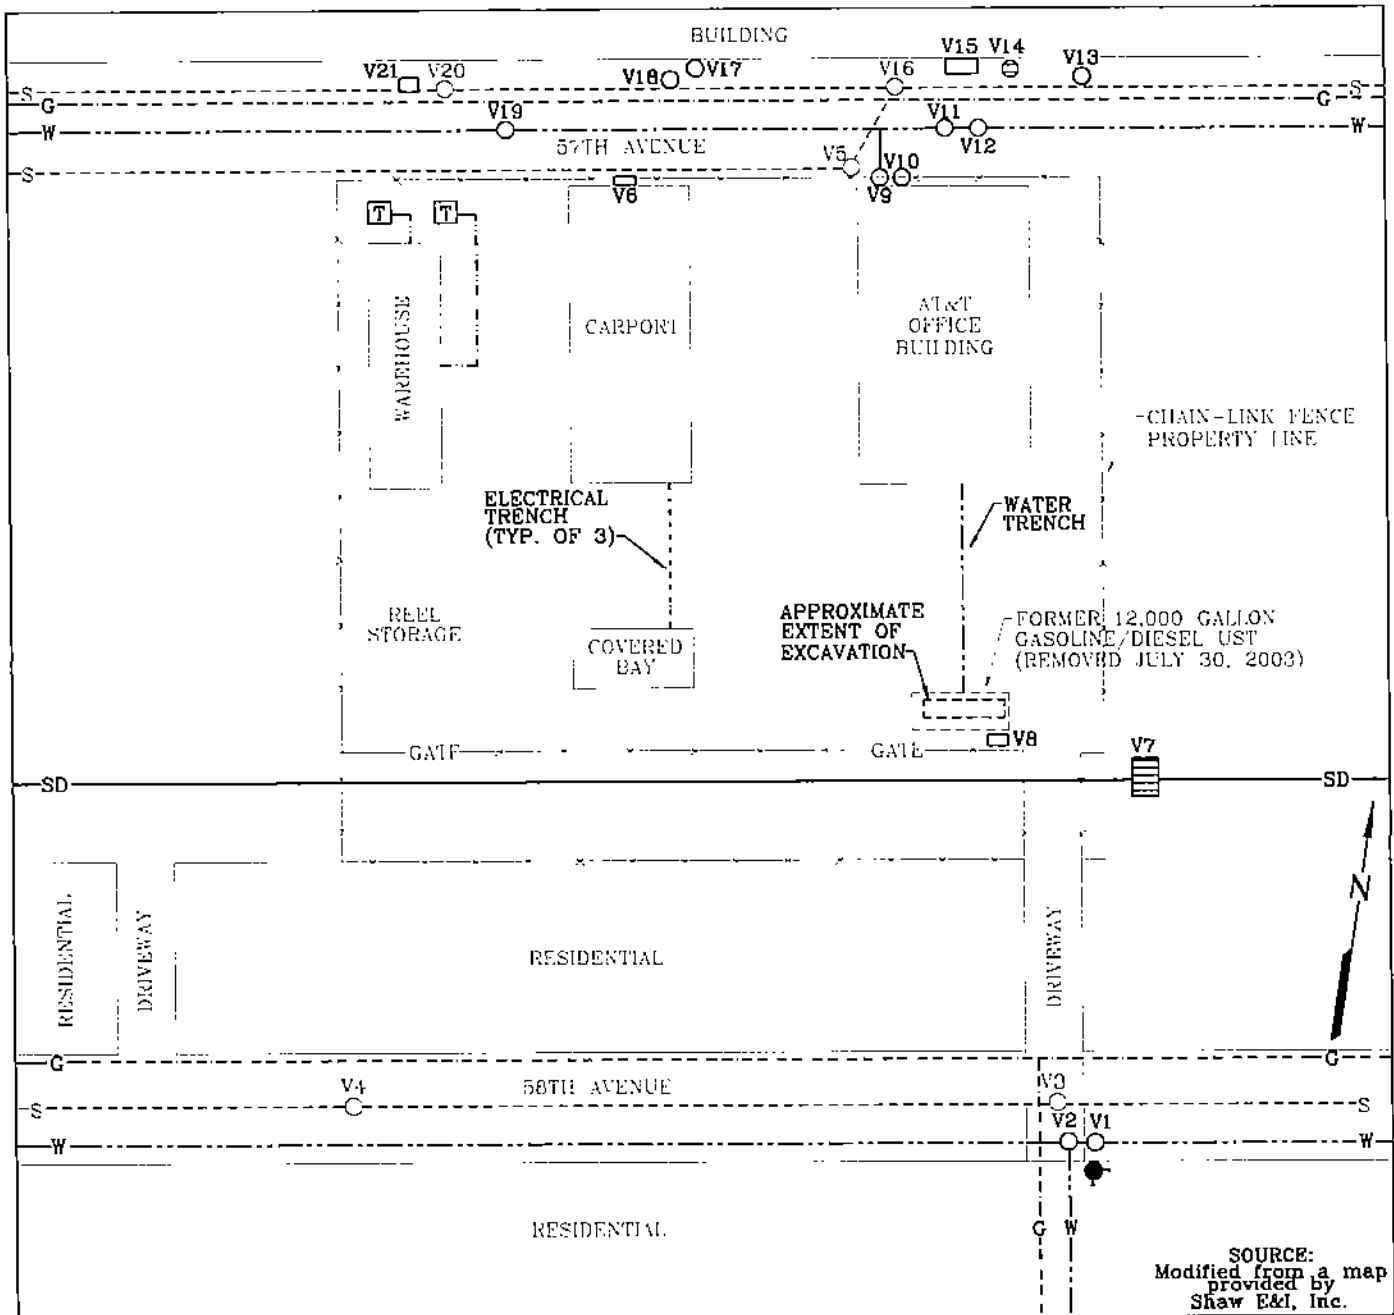 BUILDING
V15 V14 V13
V21 V20 V18 V17 V16
S S
G G
W V19 V11 V12 W
57TH AVENUE
S V5 V10
V6 V9
T T
WAREHOUSE
CARPORT
AT&T
OFFICE
BUILDING
CHAIN-LINK FENCE
PROPERTY LINE
ELECTRICAL
TRENCH
(TYP. OF 3)
WATER
TRENCH
REEL
STORAGE
COVERED
BAY
APPROXIMATE
EXTENT OF
EXCAVATION
FORMER 12,000 GALLON
GASOLINE/DIESEL UST
(REMOVED JULY 30, 2003)
GATE GATE V8
V7
SD SD
N
RESIDENTIAL
DRIVEWAY
RESIDENTIAL
DRIVEWAY
G G
V4 58TH AVENUE V3
S S
V2 V1
W W
RESIDENTIAL
G W
SOURCE:
Modified from a map
provided by
Shaw E&I, Inc.